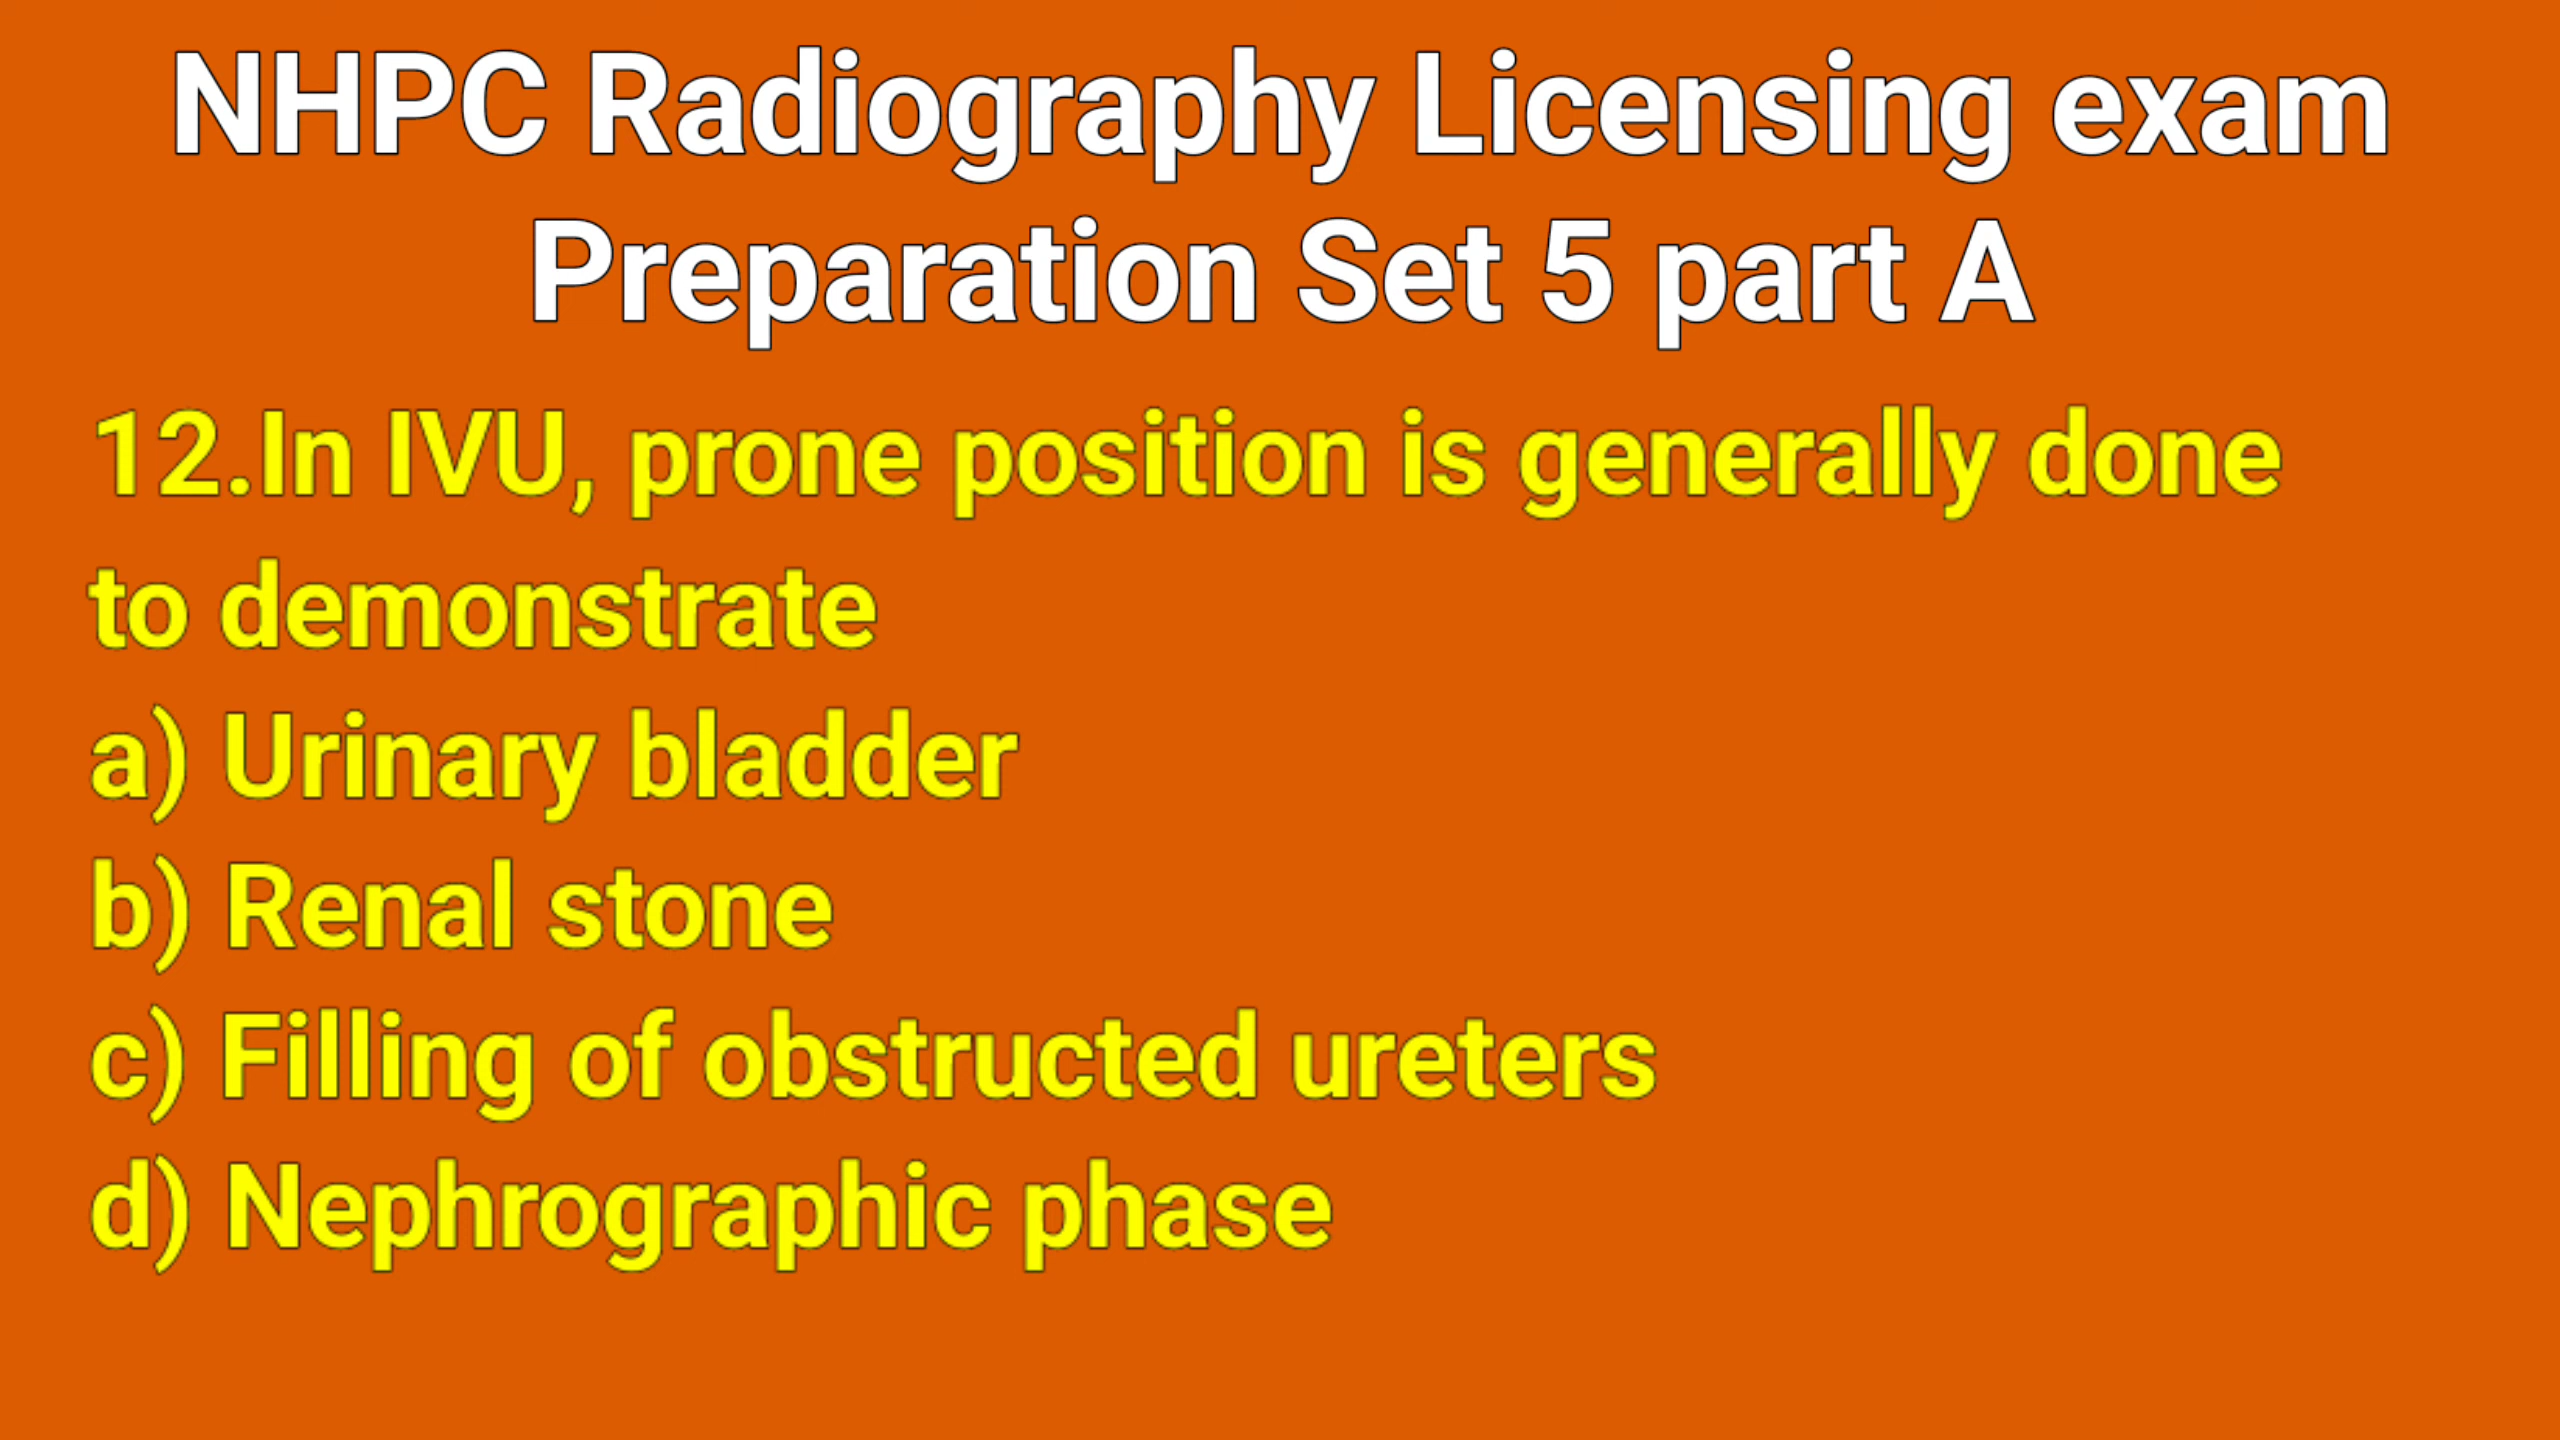 NHPC Radiography Licensing exam
Preparation Set 5 part A
12.In IVU, prone position is generally done
to demonstrate
a) Urinary bladder
b) Renal stone
c) Filling of obstructed ureters
d) Nephrographic phase